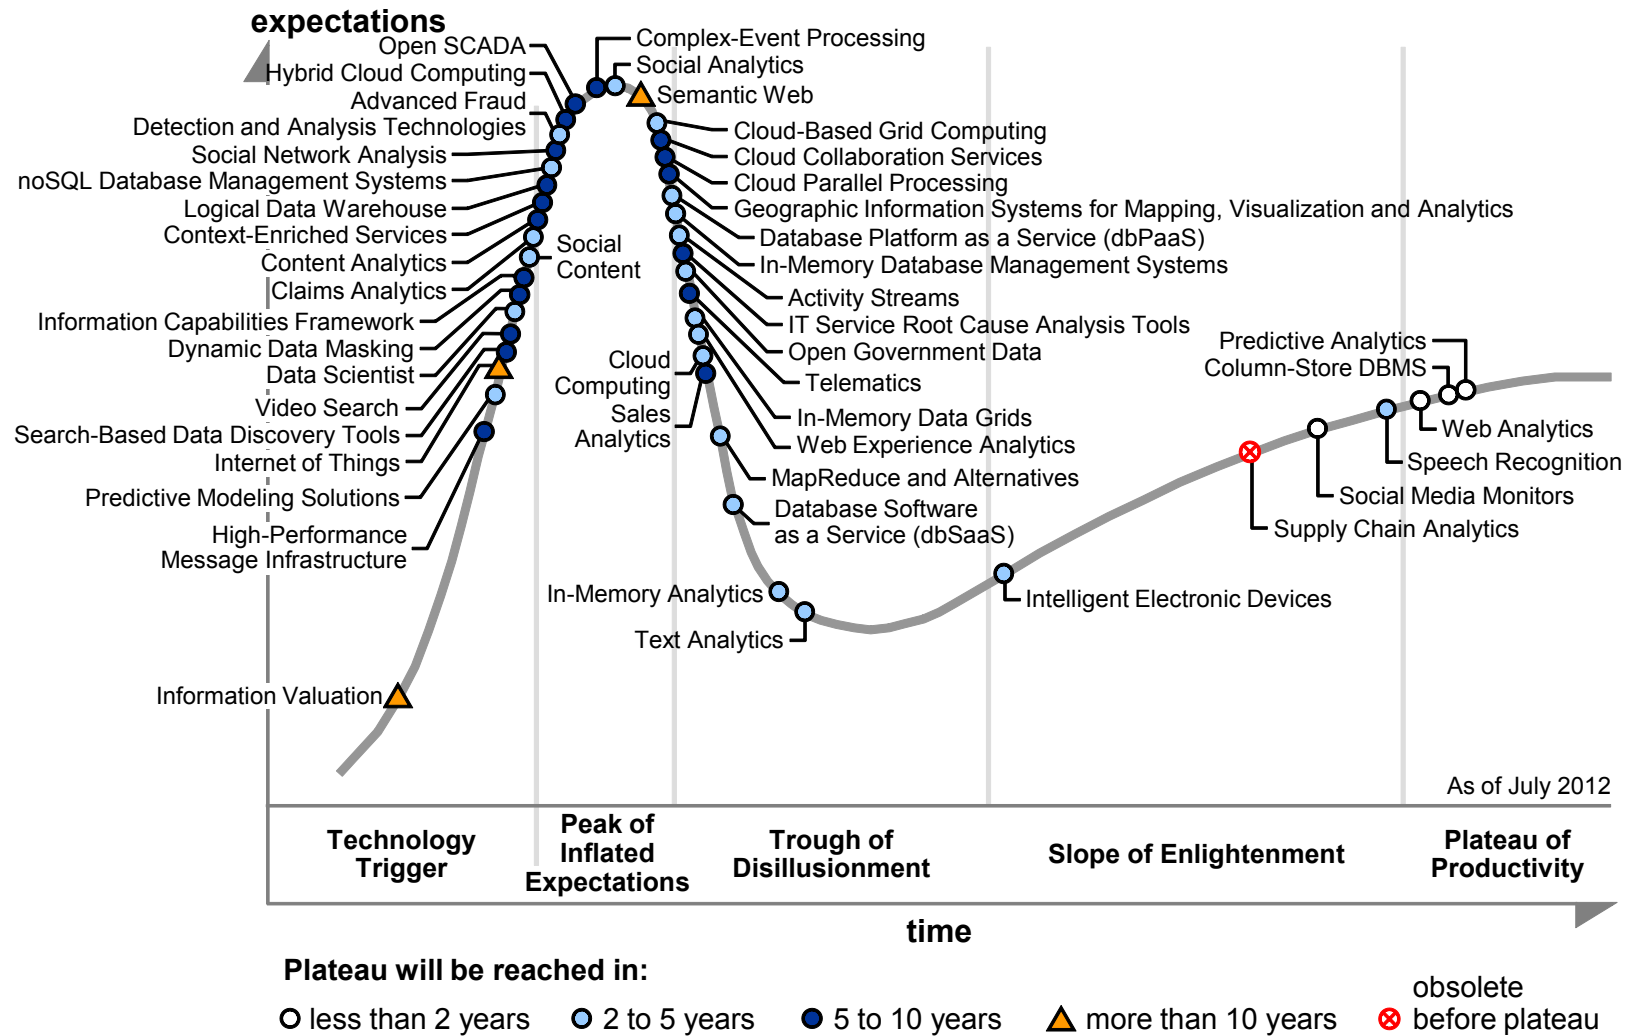 expectations
Open SCADA
Hybrid Cloud Computing
Advanced Fraud
Detection and Analysis Technologies
Social Network Analysis
noSQL Database Management Systems
Logical Data Warehouse
Context-Enriched Services
Content Analytics
Claims Analytics
Information Capabilities Framework
Dynamic Data Masking
Data Scientist
Video Search
Search-Based Data Discovery Tools
Internet of Things
Predictive Modeling Solutions
High-Performance
Message Infrastructure
Information Valuation
Social
Content
Complex-Event Processing
Social Analytics
Semantic Web
Cloud-Based Grid Computing
Cloud Collaboration Services
Cloud Parallel Processing
Geographic Information Systems for Mapping, Visualization and Analytics
Database Platform as a Service (dbPaaS)
In-Memory Database Management Systems
Activity Streams
IT Service Root Cause Analysis Tools
Open Government Data
Telematics
In-Memory Data Grids
Web Experience Analytics
Cloud
Computing
Sales
Analytics
MapReduce and Alternatives
Database Software
as a Service (dbSaaS)
In-Memory Analytics
Text Analytics
Intelligent Electronic Devices
Predictive Analytics
Column-Store DBMS
Web Analytics
Speech Recognition
Social Media Monitors
Supply Chain Analytics
As of July 2012
Technology
Trigger
Peak of
Inflated
Expectations
Trough of
Disillusionment
Slope of Enlightenment
Plateau of
Productivity
time
Plateau will be reached in:
less than 2 years
2 to 5 years
5 to 10 years
more than 10 years
obsolete
before plateau